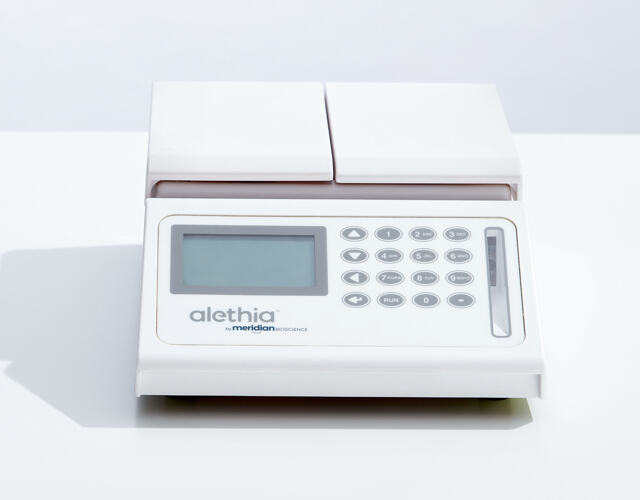 alethia™
by meridian BIOSCIENCE
1 2 ABC 3 DEF
4 GHI 5 JKL 6 MNO
7 PQRS 8 TUV 9 WXYZ
RUN 0 -